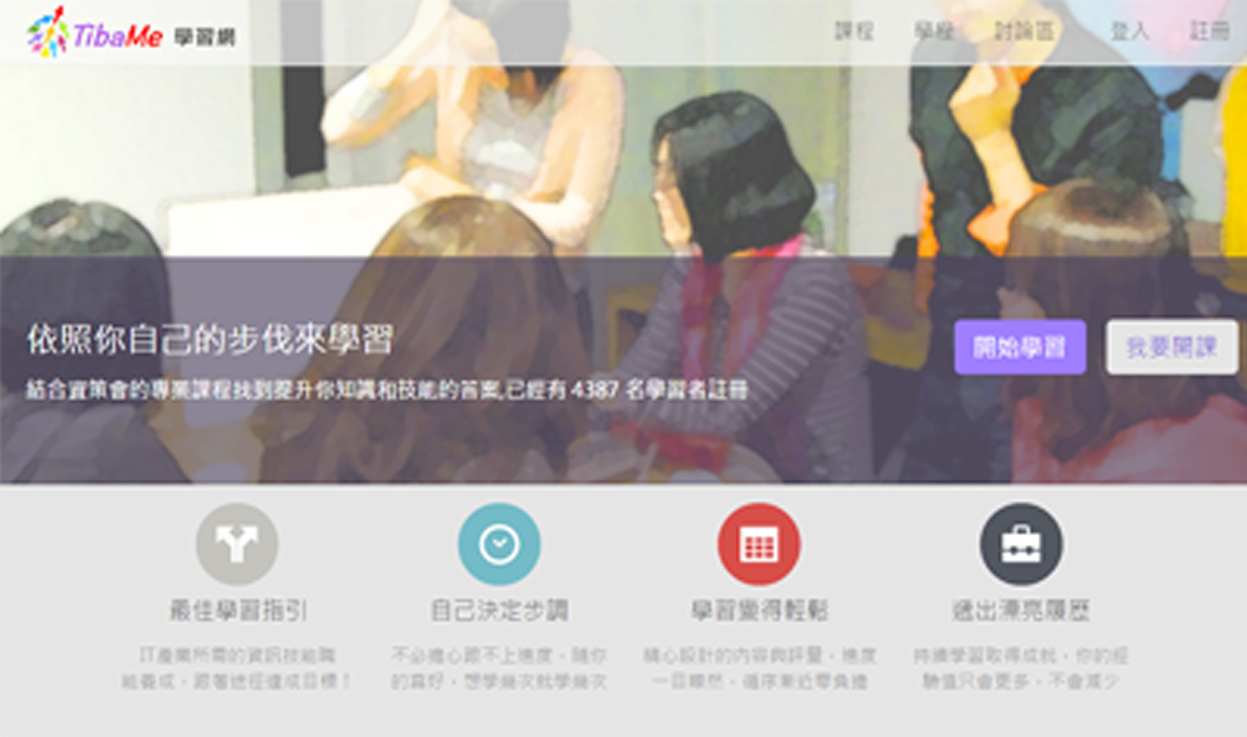 TibaMe 學習網
課程 學程 討論區 登入 註冊
依照你自己的步伐來學習
結合資策會的專業課程找到提升你知識和技能的答案,已經有 4387 名學習者註冊
開始學習 我要開課
最佳學習指引
自己決定步調
學習變得輕鬆
遞出漂亮履歷
IT產業所需的資訊技能職
能養成，跟著途徑達成目標！
不必擔心跟不上進度，隨你
的喜好，想學幾次就學幾次
精心設計的內容與評量，進度
一目瞭然，循序漸近零負擔
持續學習取得成就，你的經
驗值只會更多，不會減少